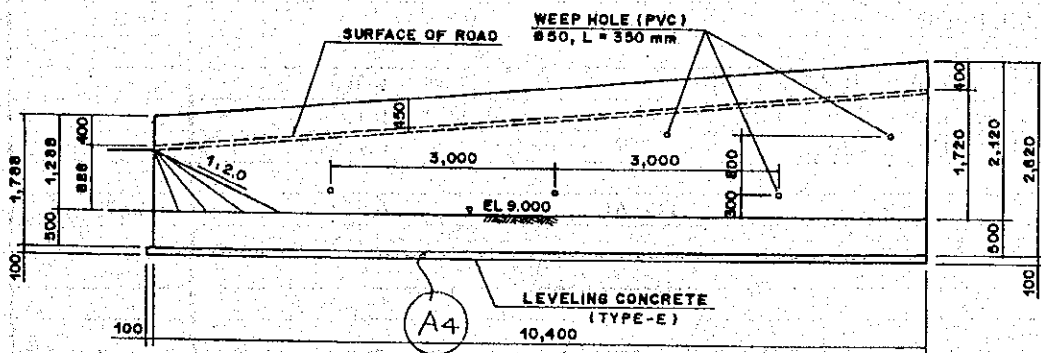 WEEP HOLE (PVC)
ø50, L = 350 mm
SURFACE OF ROAD
450
400
400
1,788
1,288
888
1:2.0
3,000
3,000
800
300
1,720
2,120
2,620
EL 9.000
500
500
100
100
LEVELING CONCRETE
(TYPE-E)
A4
100
10,400